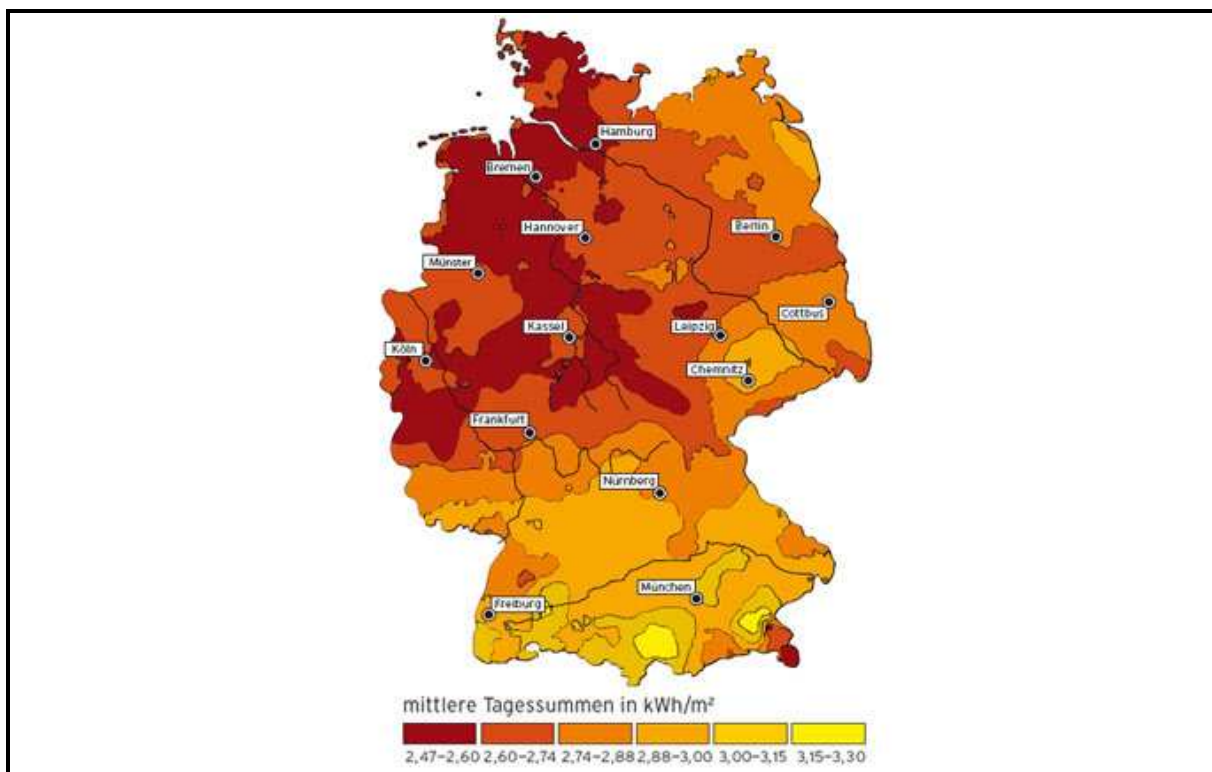 Hamburg
Bremen
Hannover
Berlin
Münster
Cottbus
Kassel
Leipzig
Köln
Chemnitz
Frankfurt
Nürnberg
München
Freiburg
mittlere Tagessummen in kWh/m²
2,47–2,60 2,60–2,74 2,74–2,88 2,88–3,00 3,00–3,15 3,15–3,30